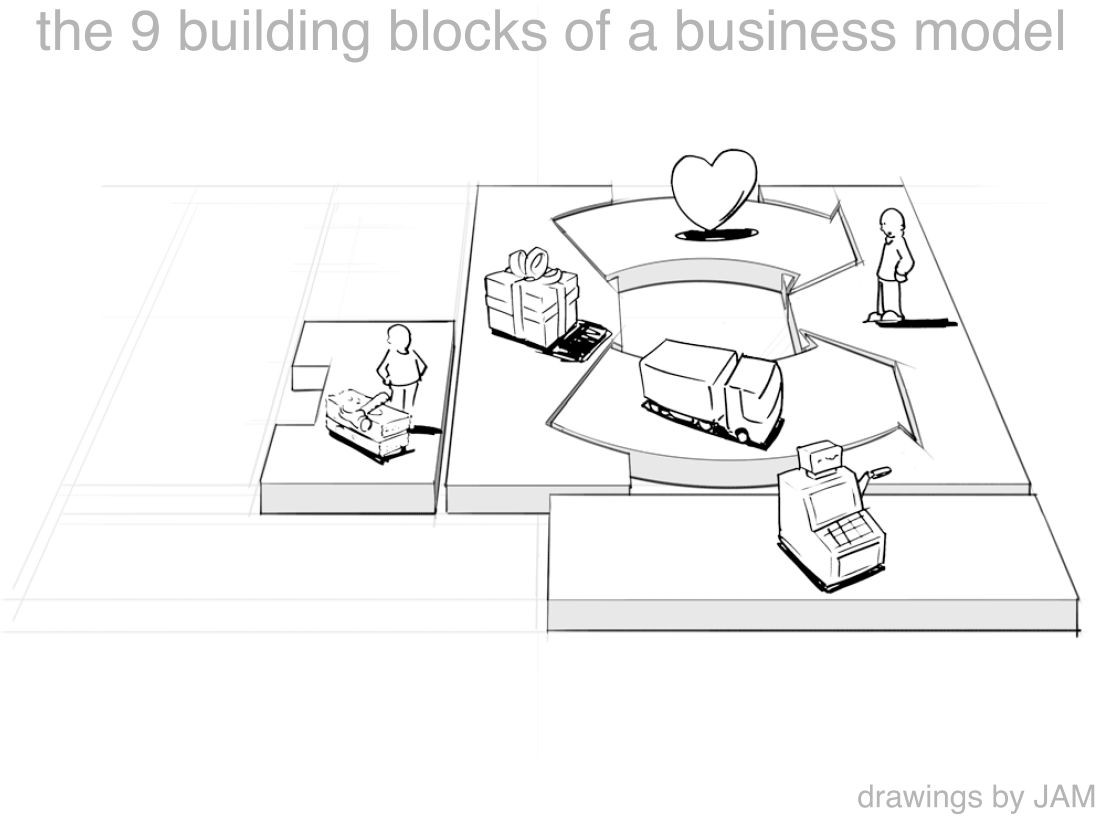 the 9 building blocks of a business model
drawings by JAM